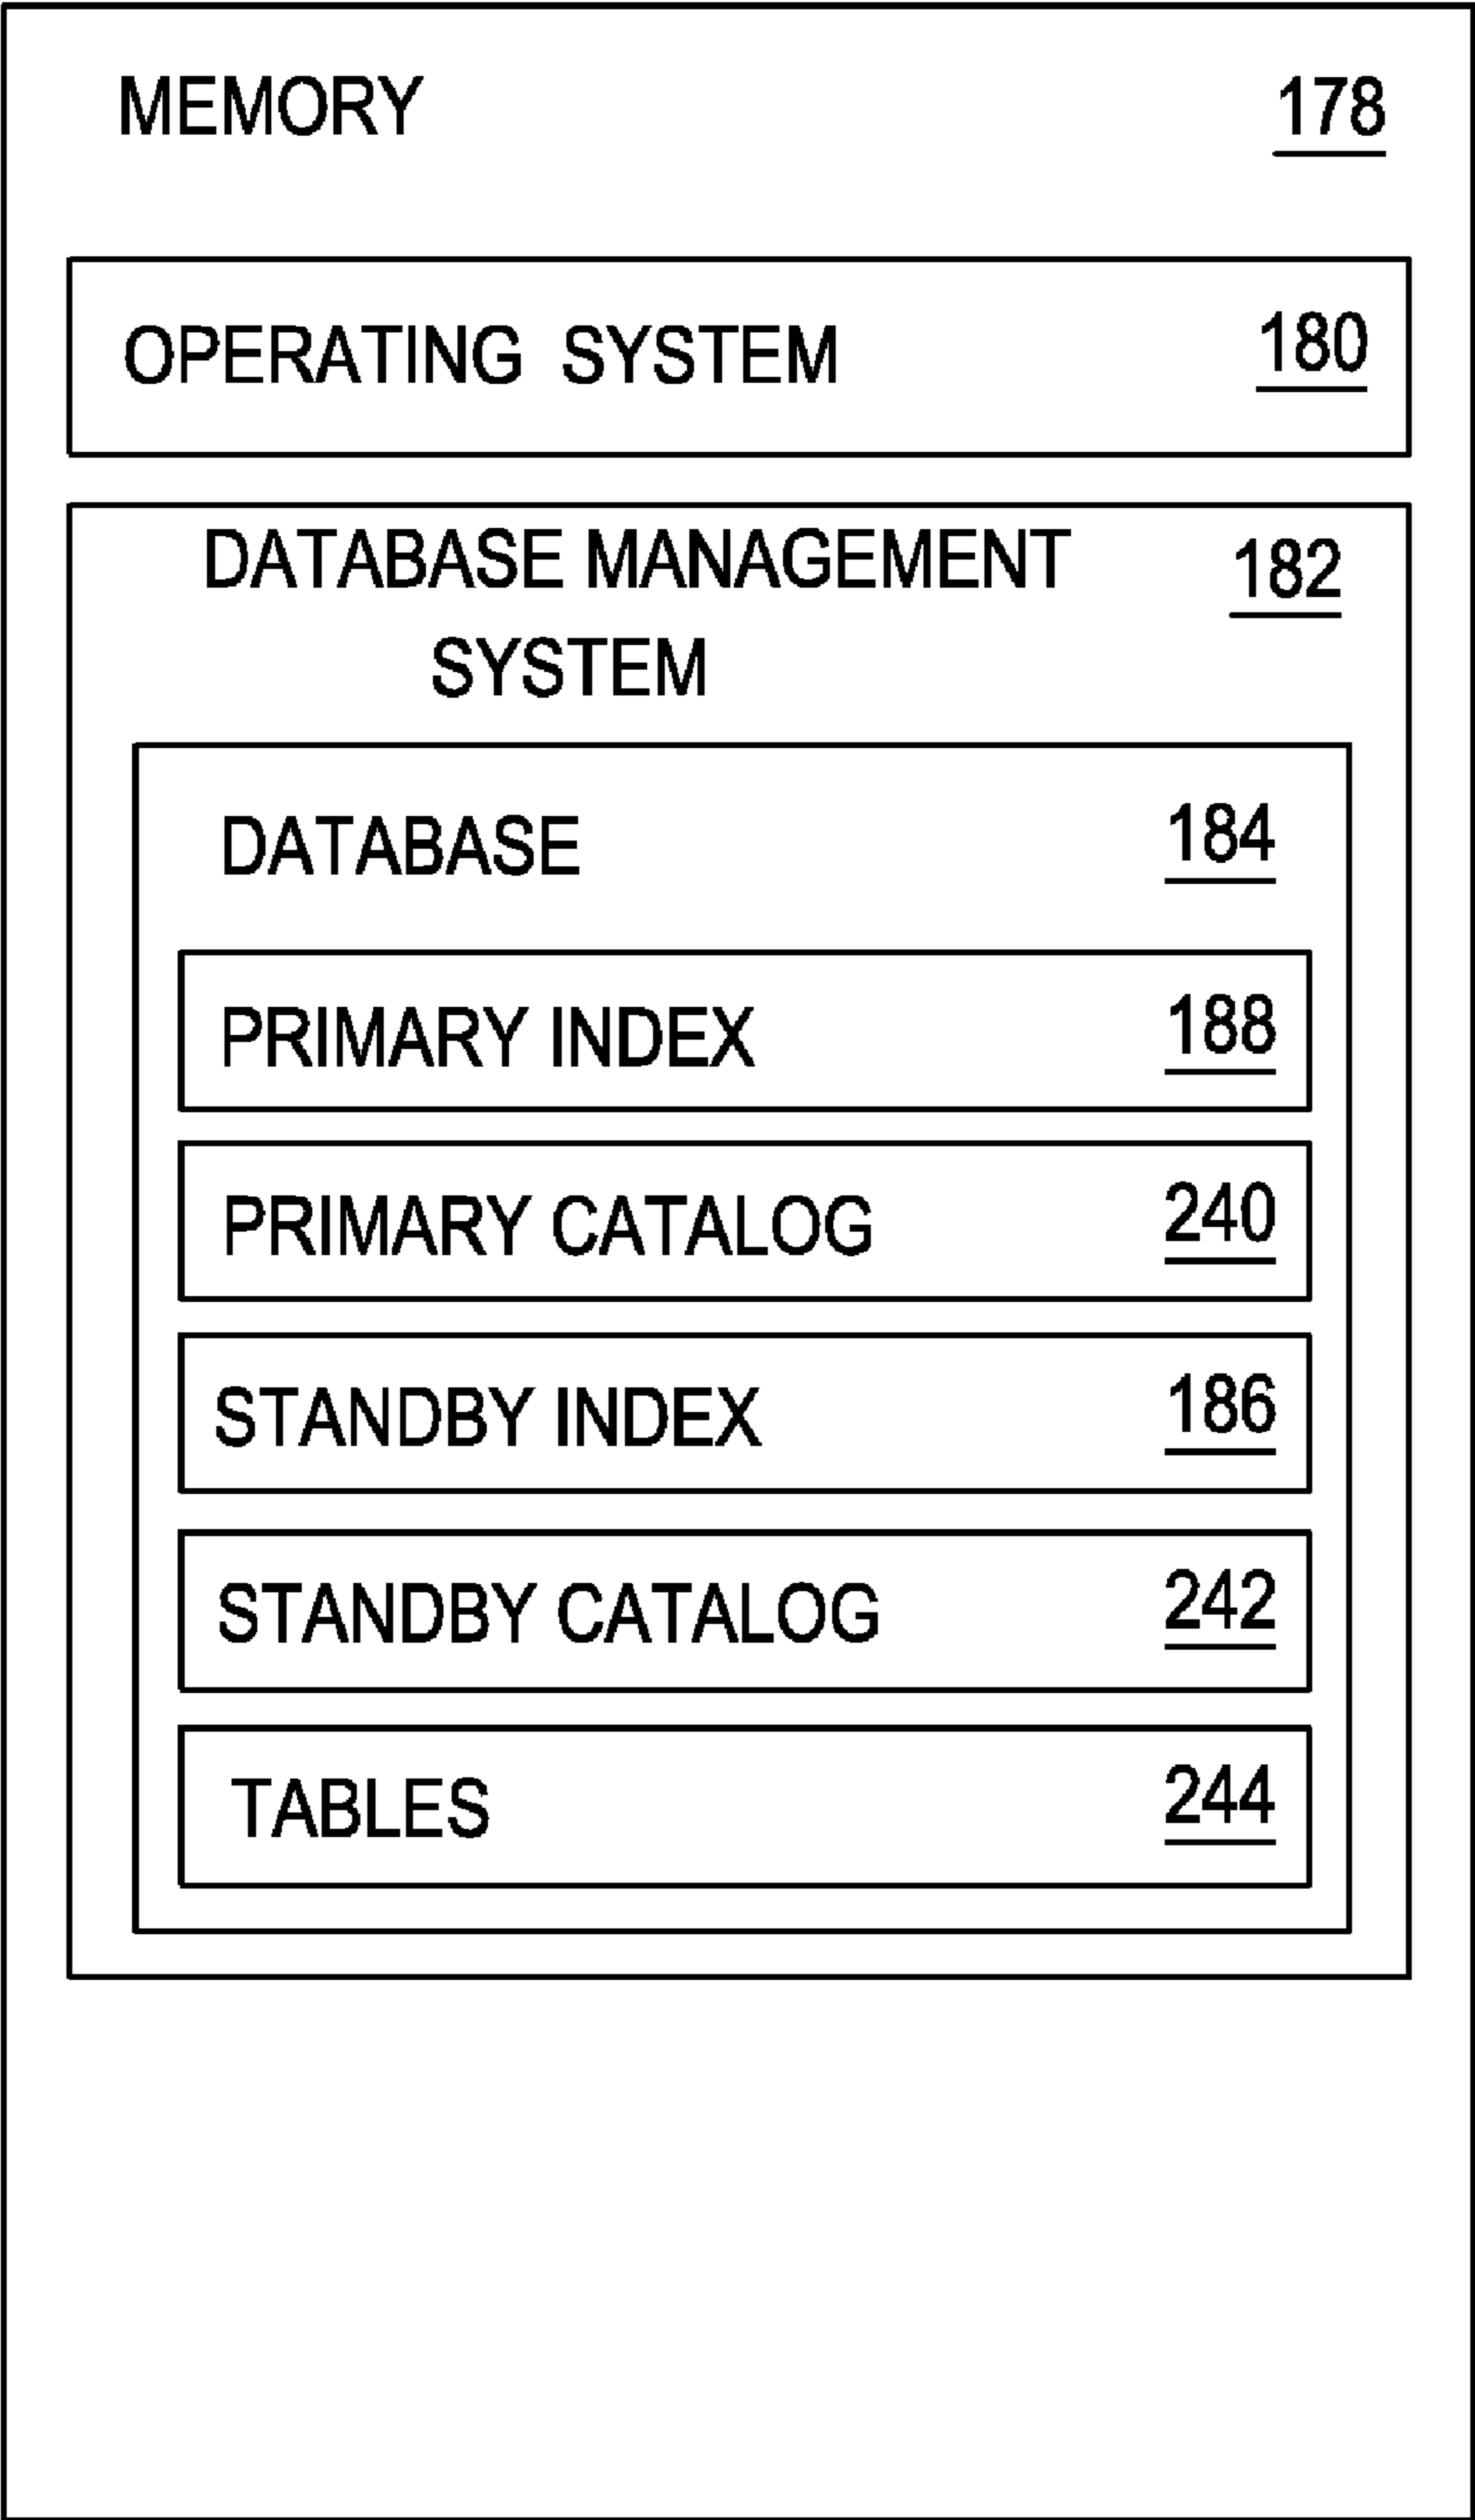 MEMORY 178
OPERATING SYSTEM 180
DATABASE MANAGEMENT 182
SYSTEM
DATABASE 184
PRIMARY INDEX 188
PRIMARY CATALOG 240
STANDBY INDEX 186
STANDBY CATALOG 242
TABLES 244